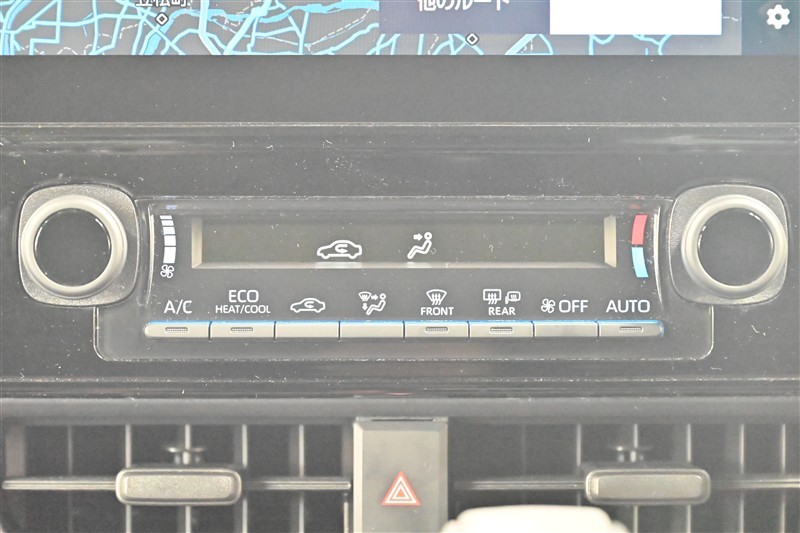 他のルート
A/C
ECO
HEAT/COOL
FRONT
REAR
OFF
AUTO